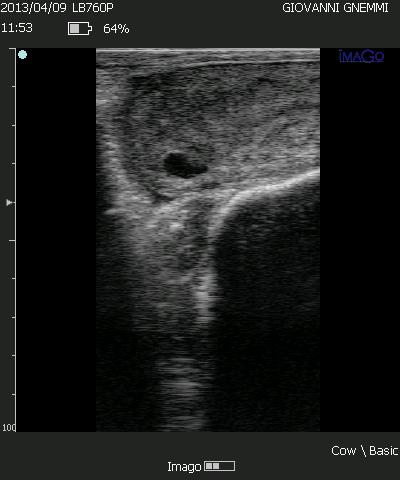 2013/04/09 LB760P GIOVANNI GNEMMI
11:53 64%
iMAGO
100
Cow \ Basic
Imago